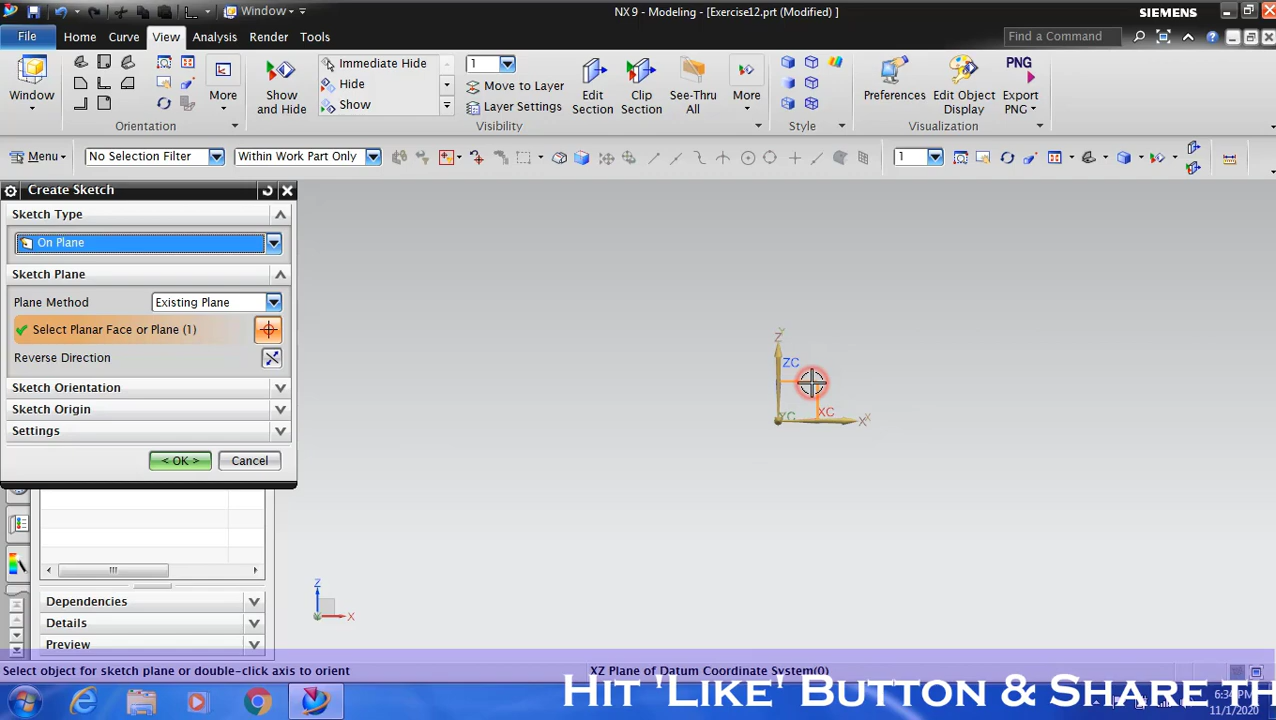 Window
NX 9 - Modeling - [Exercise12.prt (Modified) ]
SIEMENS
File
Home
Curve
View
Analysis
Render
Tools
Find a Command
Window
More
Orientation
Show and Hide
Immediate Hide
Hide
Show
1
Move to Layer
Layer Settings
Visibility
Edit Section
Clip Section
See-Thru All
More
Style
Preferences
Edit Object Display
PNG
Export PNG
Visualization
Menu
No Selection Filter
Within Work Part Only
1
Create Sketch
Sketch Type
On Plane
Sketch Plane
Plane Method
Existing Plane
Select Planar Face or Plane (1)
Reverse Direction
Sketch Orientation
Sketch Origin
Settings
< OK >
Cancel
Y
Z
ZC
YC
XC
X
X
Z
X
Dependencies
Details
Preview
Select object for sketch plane or double-click axis to orient
XZ Plane of Datum Coordinate System(0)
Hit 'Like' Button & Share th
11/1/2020